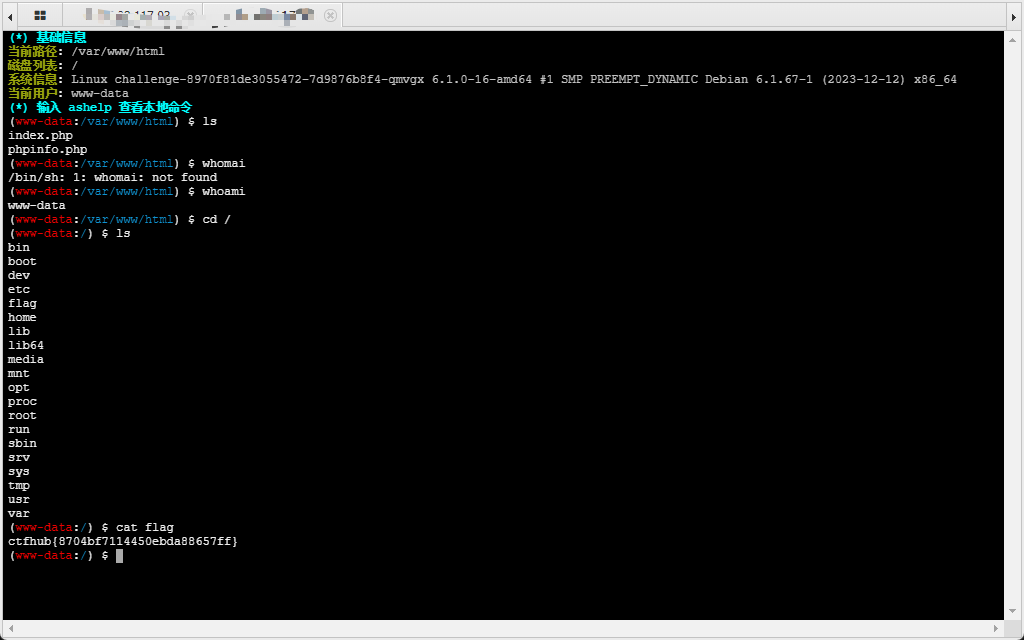 (*) 基础信息
当前路径: /var/www/html
磁盘列表: /
系统信息: Linux challenge-8970f81de3055472-7d9876b8f4-qmvgx 6.1.0-16-amd64 #1 SMP PREEMPT_DYNAMIC Debian 6.1.67-1 (2023-12-12) x86_64
当前用户: www-data
(*) 输入 ashelp 查看本地命令
(www-data:/var/www/html) $ ls
index.php
phpinfo.php
(www-data:/var/www/html) $ whomai
/bin/sh: 1: whomai: not found
(www-data:/var/www/html) $ whoami
www-data
(www-data:/var/www/html) $ cd /
(www-data:/) $ ls
bin
boot
dev
etc
flag
home
lib
lib64
media
mnt
opt
proc
root
run
sbin
srv
sys
tmp
usr
var
(www-data:/) $ cat flag
ctfhub{8704bf7114450ebda88657ff}
(www-data:/) $